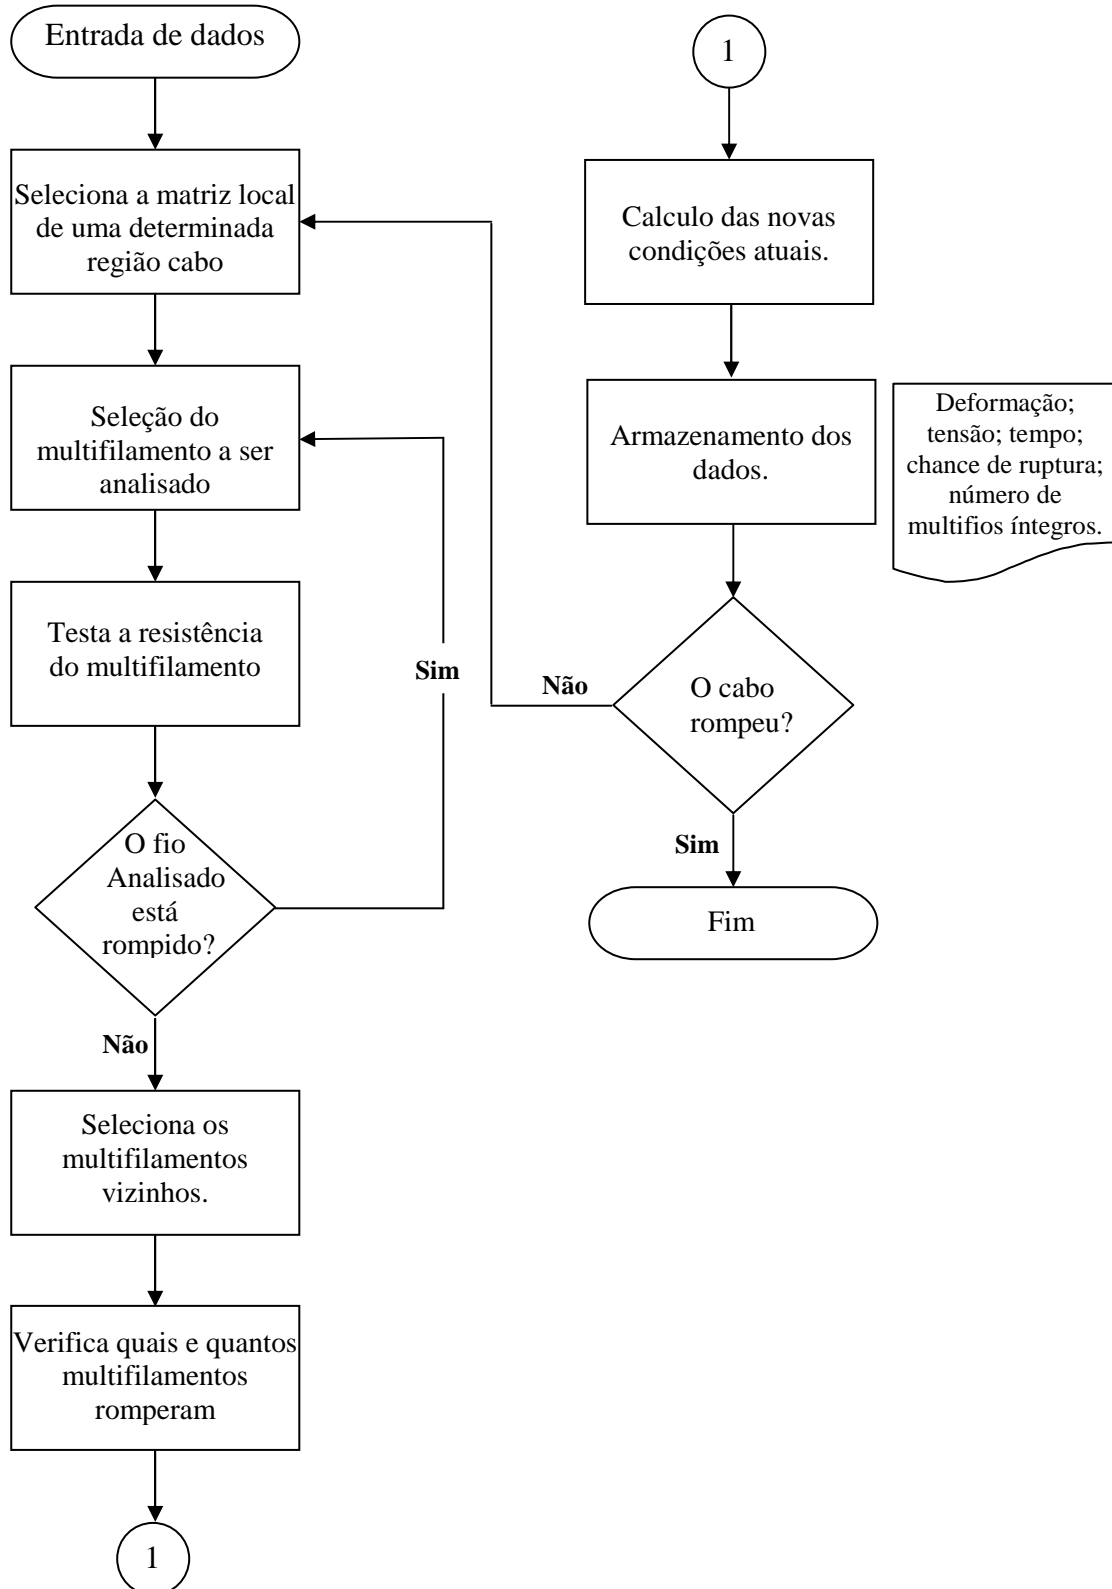 Entrada de dados
Seleciona a matriz local
de uma determinada
região cabo
Seleção do
multifilamento a ser
analisado
Testa a resistência
do multifilamento
Sim
O fio
Analisado
está
rompido?
Não
Seleciona os
multifilamentos
vizinhos.
Verifica quais e quantos
multifilamentos
romperam
1
1
Calculo das novas
condições atuais.
Armazenamento dos
dados.
Deformação;
tensão; tempo;
chance de ruptura;
número de
multifios íntegros.
Não
O cabo
rompeu?
Sim
Fim